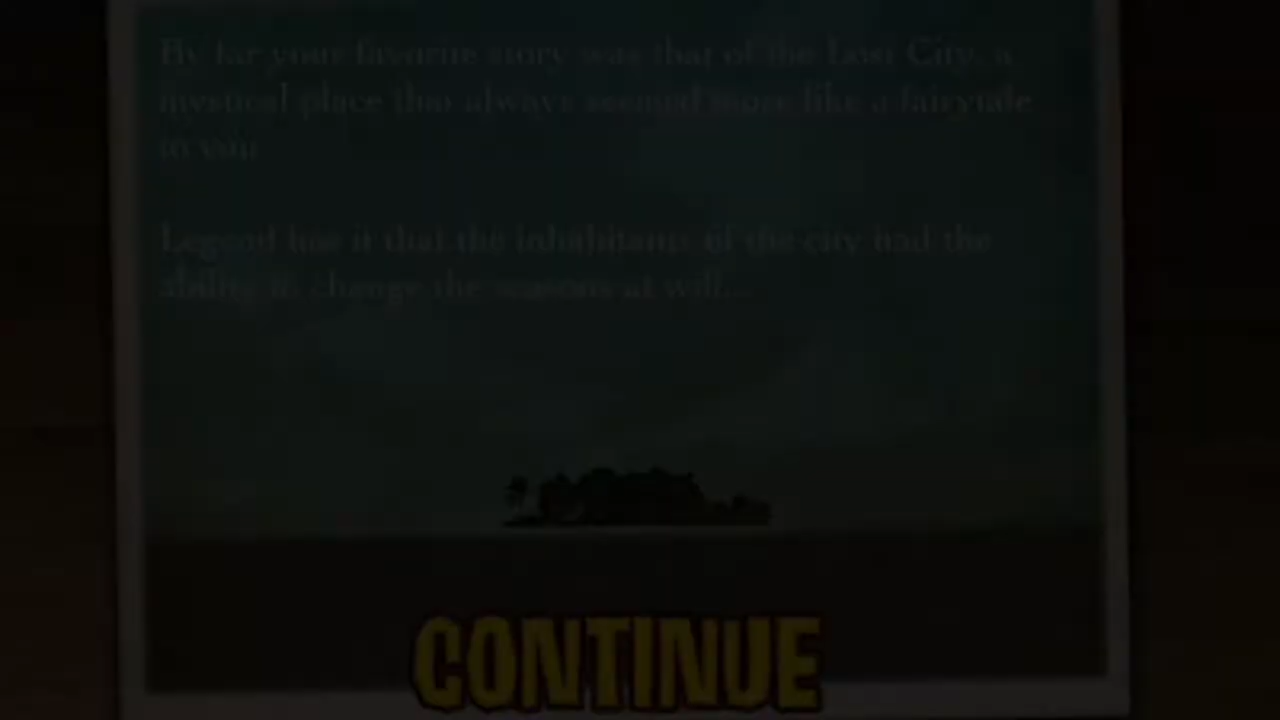 By far your favorite story was that of the Lost City, a
mystical place that always seemed more like a fairytale
to you.
Legend has it that the inhabitants of the city had the
ability to change the seasons at will...
CONTINUE